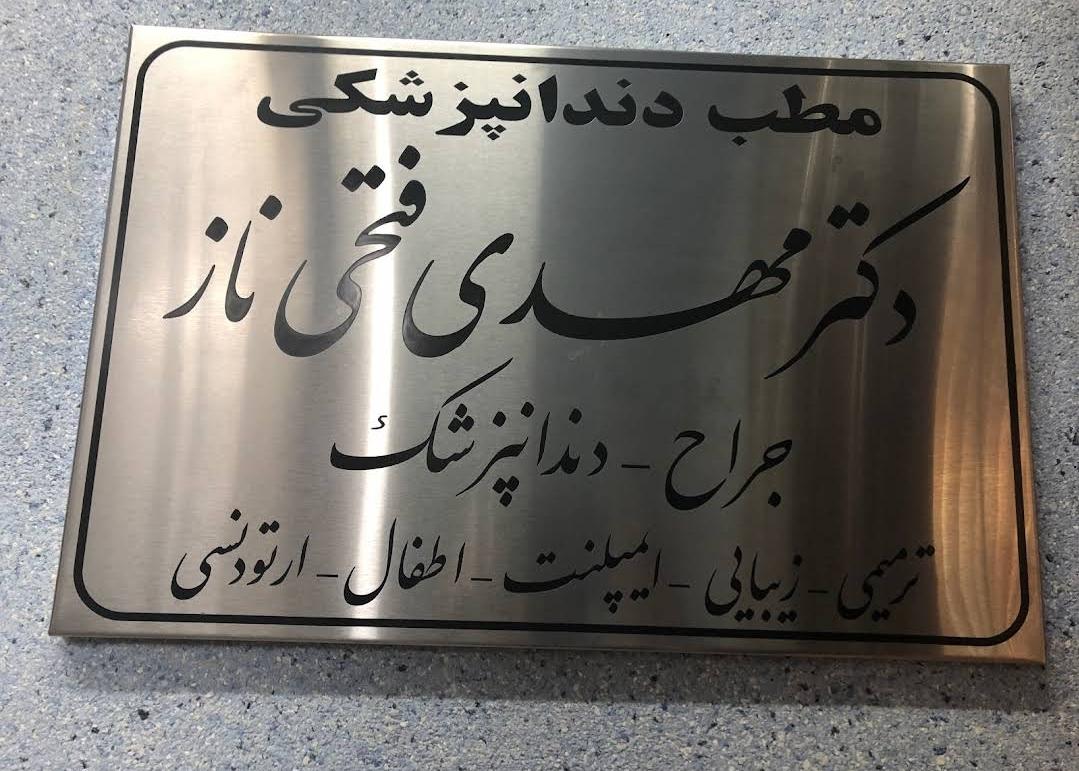 مطب دندانپزشکی
دکتر مهدی فتحی ناز
جراح - دندانپزشک
ترمیمی - زیبایی - ایمپلنت - اطفال - ارتودنسی